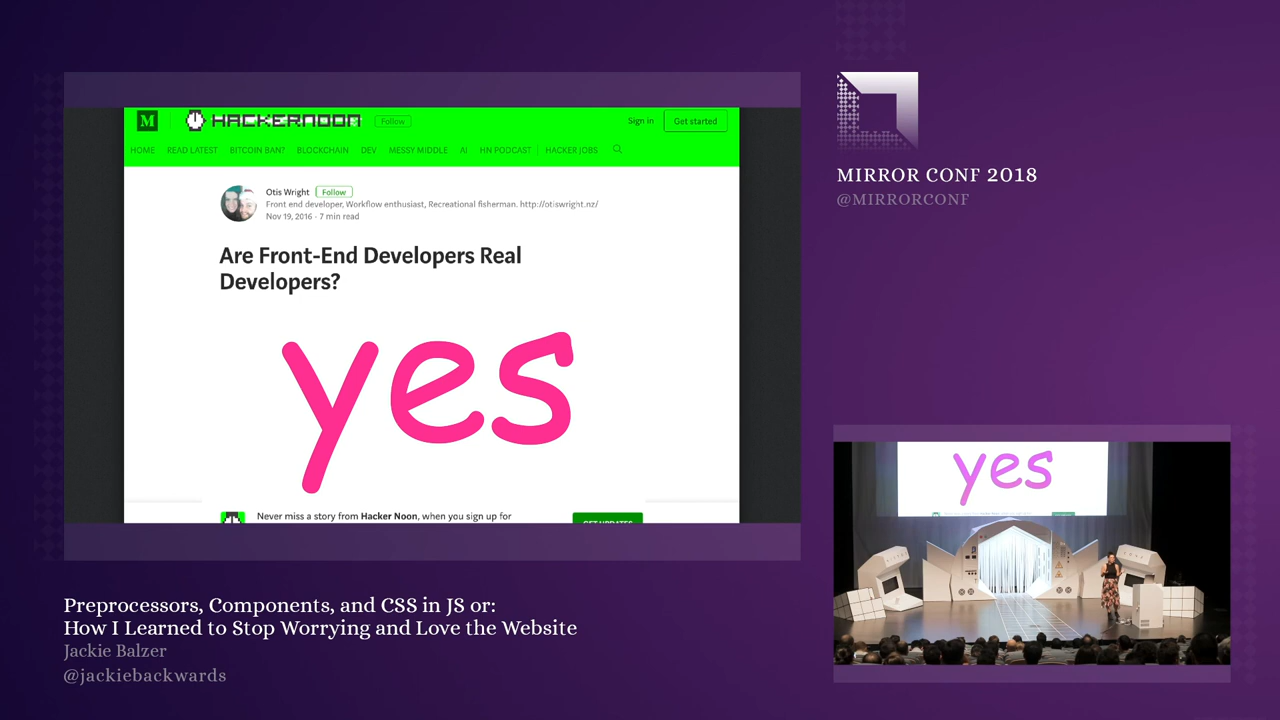 M HACKERNOON Follow Sign in Get started
HOME READ LATEST BITCOIN BAN? BLOCKCHAIN DEV MESSY MIDDLE AI HN PODCAST HACKER JOBS
Otis Wright Follow
Front end developer, Workflow enthusiast, Recreational fisherman. http://otiswright.nz/
Nov 19, 2016 · 7 min read
Are Front-End Developers Real
Developers?
yes
Never miss a story from Hacker Noon, when you sign up for
GET UPDATES
MIRROR CONF 2018
@MIRRORCONF
yes
Preprocessors, Components, and CSS in JS or:
How I Learned to Stop Worrying and Love the Website
Jackie Balzer
@jackiebackwards